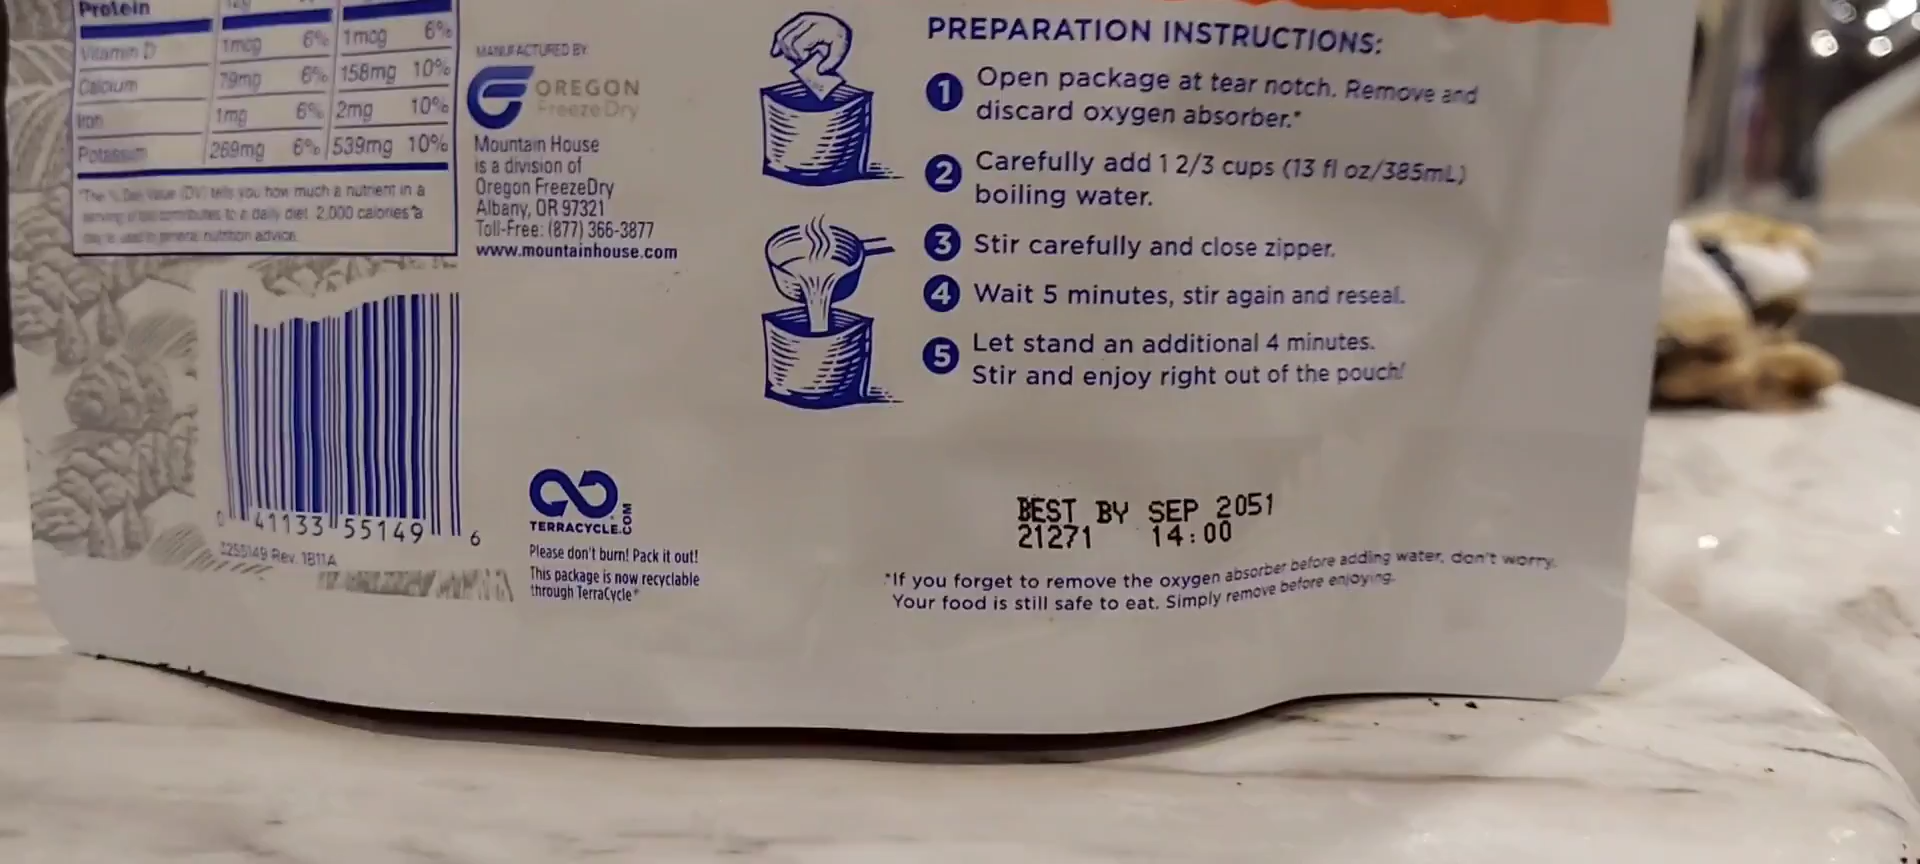 Protein 12g
Vitamin D 1mcg 6% 1mcg 6%
Calcium 79mg 6% 158mg 10%
Iron 1mg 6% 2mg 10%
Potassium 269mg 6% 539mg 10%
*The % Daily Value (DV) tells you how much a nutrient in a
serving of food contributes to a daily diet. 2,000 calories a
day is used for general nutrition advice.
0 41133 55149 6
Rev. 1811A
MANUFACTURED BY
OREGON
FreezeDry
Mountain House
is a division of
Oregon FreezeDry
Albany, OR 97321
Toll-Free: (877) 366-3877
www.mountainhouse.com
TERRACYCLE.COM
Please don't burn! Pack it out!
This package is now recyclable
through TerraCycle®
PREPARATION INSTRUCTIONS:
1 Open package at tear notch. Remove and
discard oxygen absorber.*
2 Carefully add 1 2/3 cups (13 fl oz/385mL)
boiling water.
3 Stir carefully and close zipper.
4 Wait 5 minutes, stir again and reseal.
5 Let stand an additional 4 minutes.
Stir and enjoy right out of the pouch!
BEST BY SEP 2051
21271 14:00
*If you forget to remove the oxygen absorber before adding water, don't worry.
Your food is still safe to eat. Simply remove before enjoying.